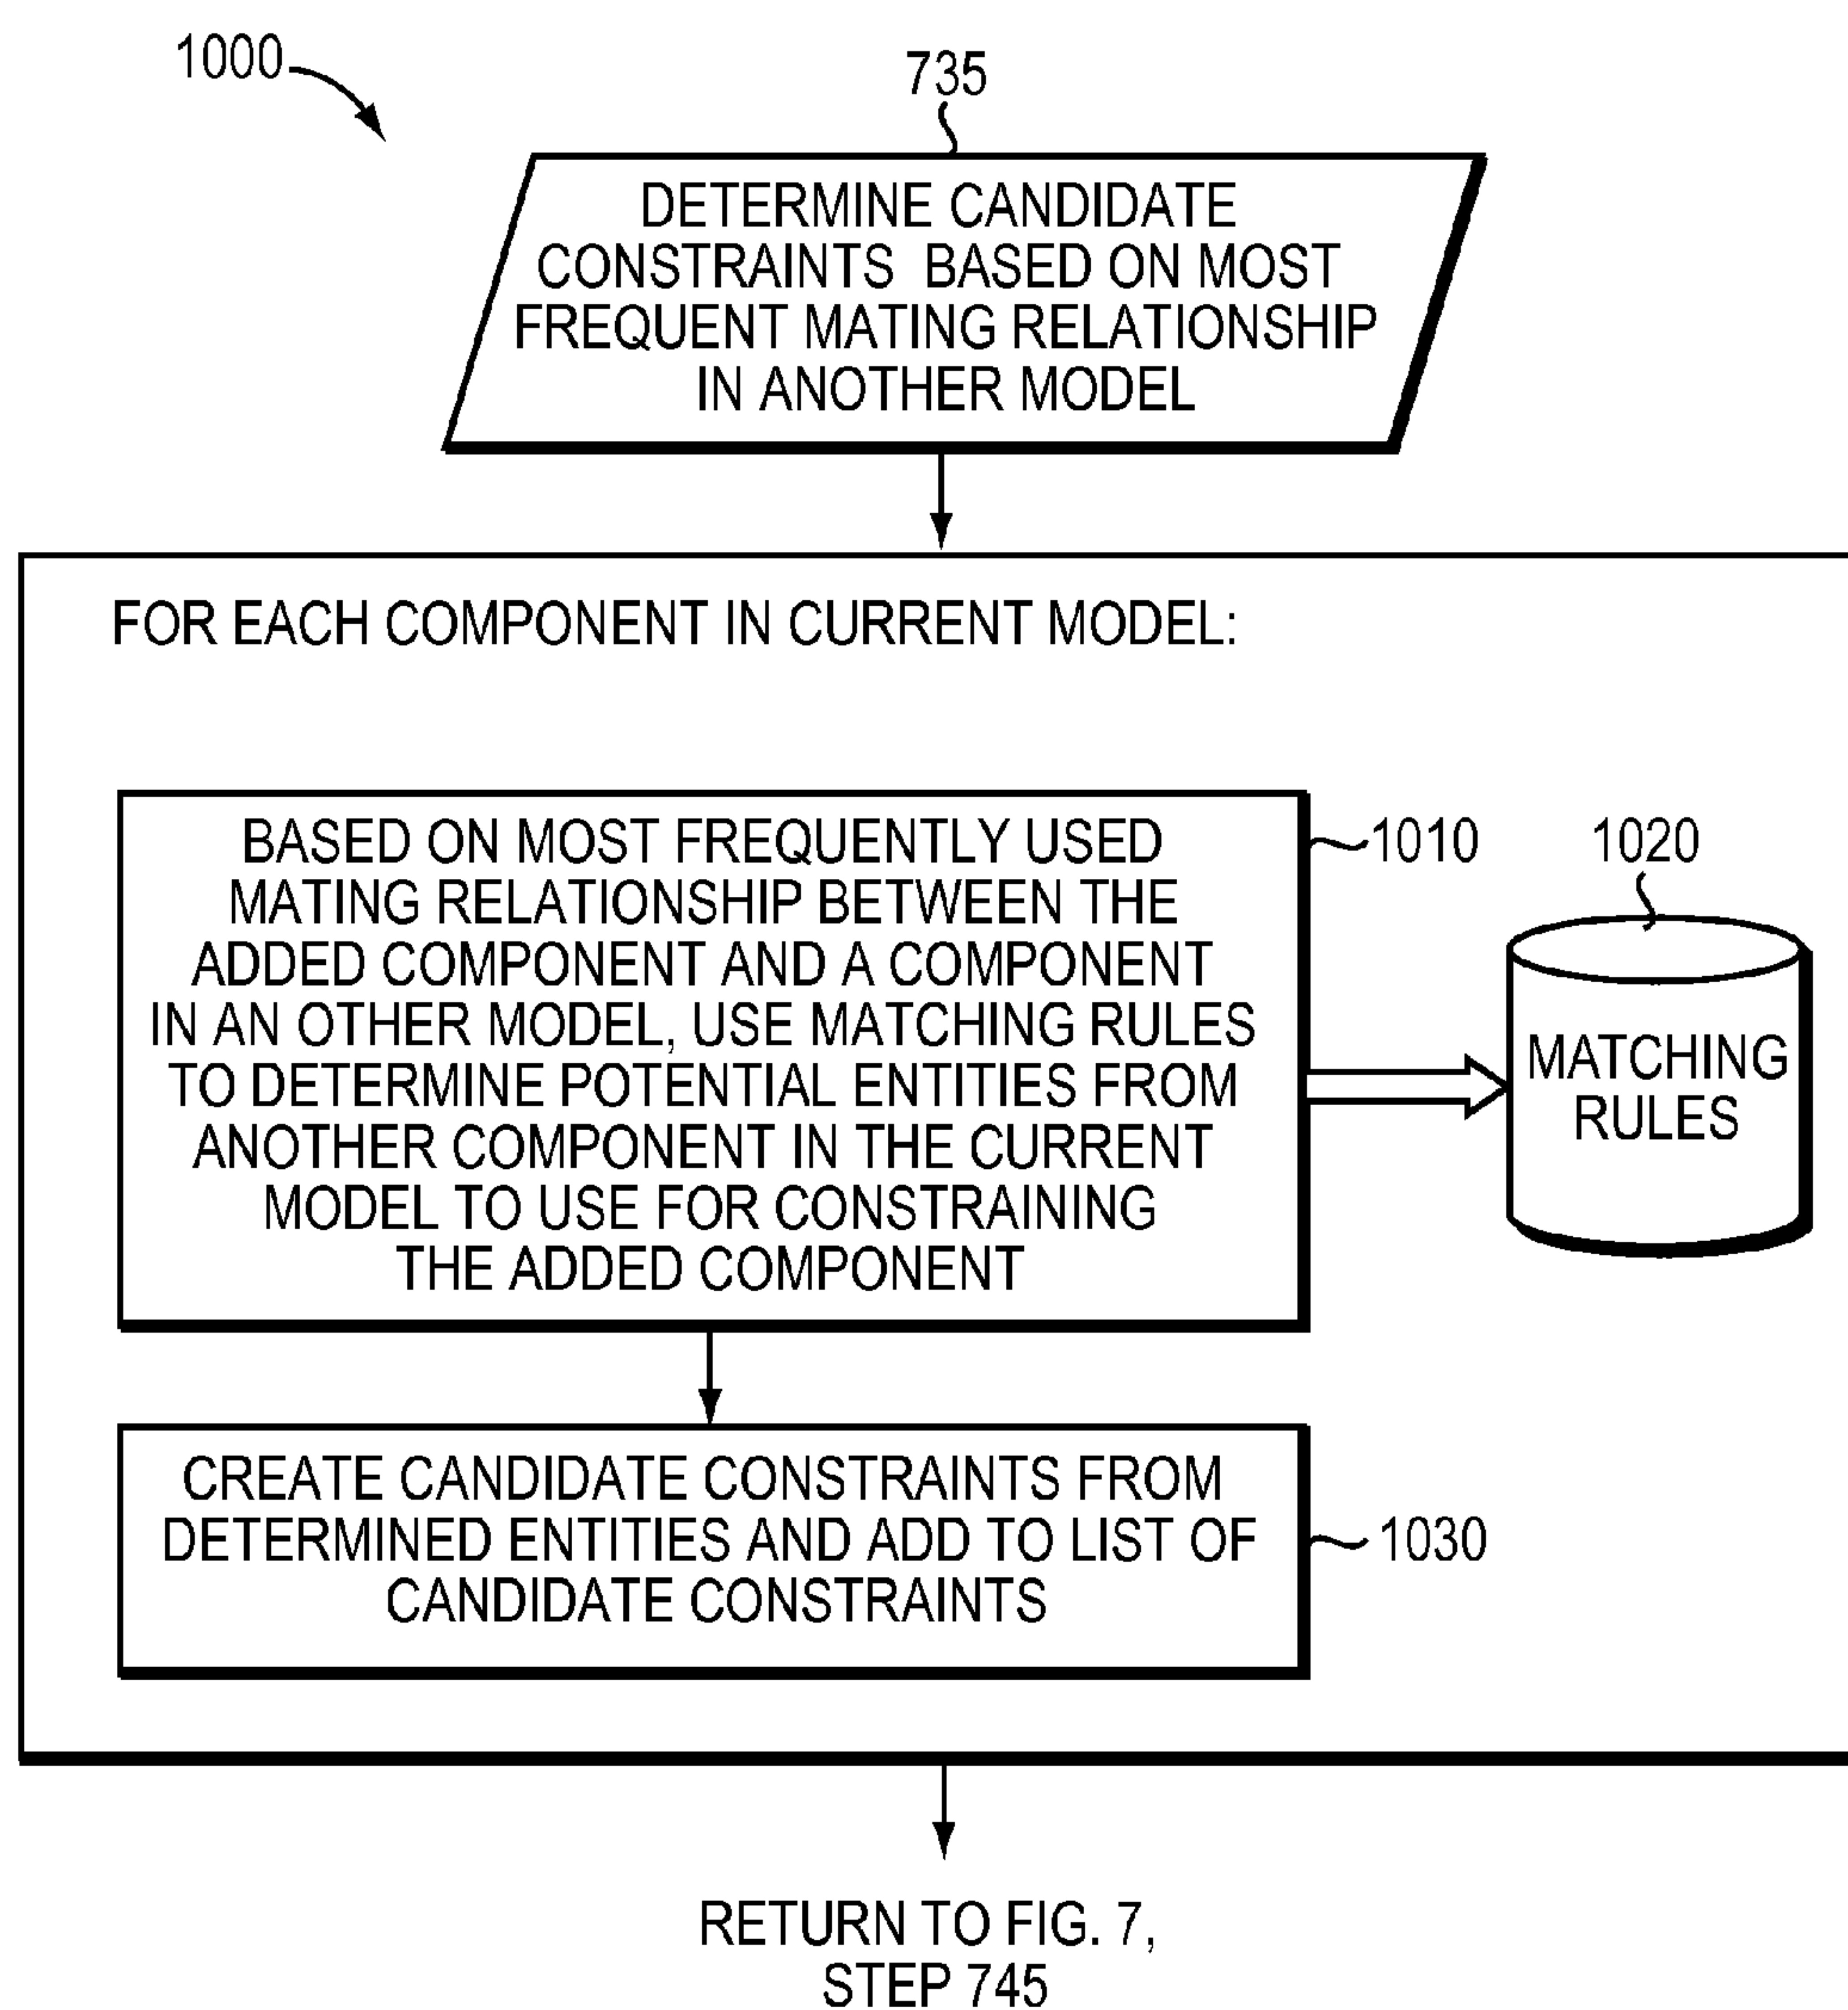 1000
735
DETERMINE CANDIDATE
CONSTRAINTS BASED ON MOST
FREQUENT MATING RELATIONSHIP
IN ANOTHER MODEL
FOR EACH COMPONENT IN CURRENT MODEL:
BASED ON MOST FREQUENTLY USED
MATING RELATIONSHIP BETWEEN THE
ADDED COMPONENT AND A COMPONENT
IN AN OTHER MODEL, USE MATCHING RULES
TO DETERMINE POTENTIAL ENTITIES FROM
ANOTHER COMPONENT IN THE CURRENT
MODEL TO USE FOR CONSTRAINING
THE ADDED COMPONENT
1010
1020
MATCHING
RULES
CREATE CANDIDATE CONSTRAINTS FROM
DETERMINED ENTITIES AND ADD TO LIST OF
CANDIDATE CONSTRAINTS
1030
RETURN TO FIG. 7,
STEP 745